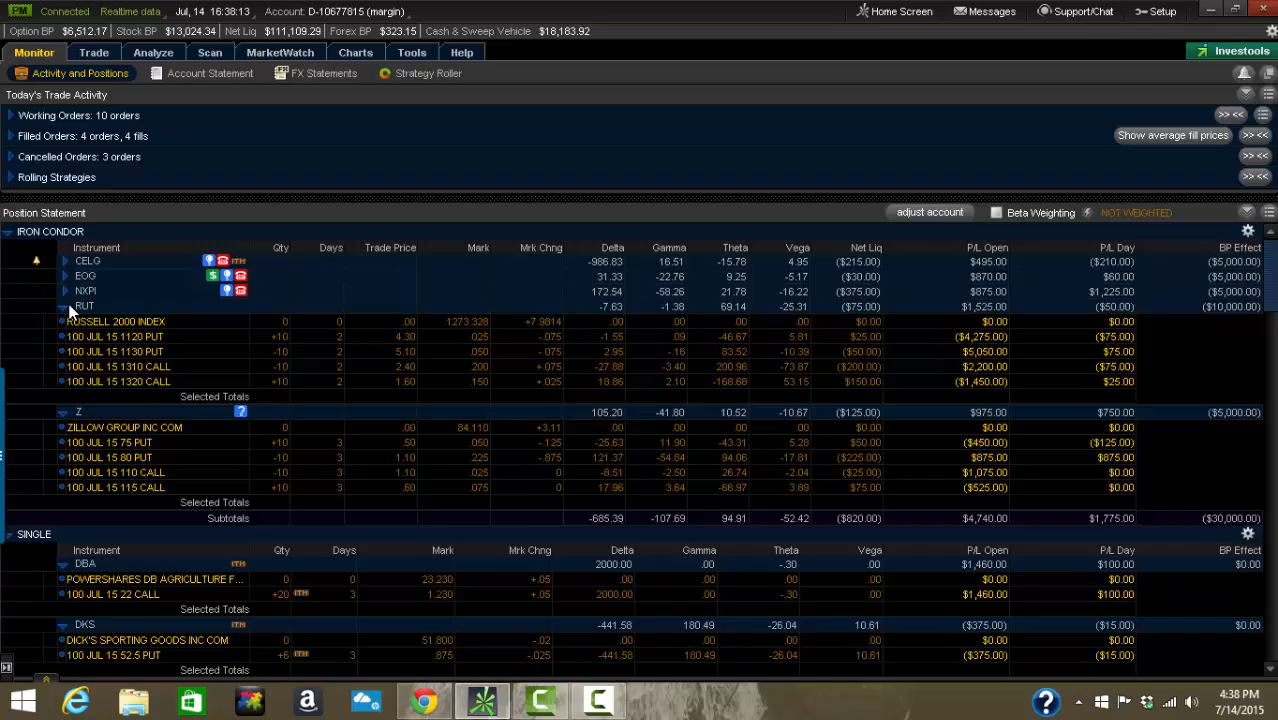 PM Connected Realtime data Jul, 14 16:38:13 Account: D-10677815 (margin) Home Screen Messages Support/Chat Setup
Option BP $6,512.17 Stock BP $13,024.34 Net Liq $111,109.29 Forex BP $323.15 Cash & Sweep Vehicle $18,183.92
Monitor Trade Analyze Scan MarketWatch Charts Tools Help Investools
Activity and Positions Account Statement FX Statements Strategy Roller
Today's Trade Activity
Working Orders: 10 orders >> <<
Filled Orders: 4 orders, 4 fills Show average fill prices >> <<
Cancelled Orders: 3 orders >> <<
Rolling Strategies >> <<
Position Statement adjust account Beta Weighting NOT WEIGHTED
IRON CONDOR
Instrument Qty Days Trade Price Mark Mrk Chng Delta Gamma Theta Vega Net Liq P/L Open P/L Day BP Effect
CELG ITM -986.83 16.51 -15.78 4.95 ($215.00) $495.00 ($210.00) ($5,000.00)
EOG $ 31.33 -22.76 9.25 -5.17 ($30.00) $870.00 $60.00 ($5,000.00)
NXPI 172.54 -58.26 21.78 -16.22 ($375.00) $875.00 $1,225.00 ($5,000.00)
RUT -7.63 -1.38 69.14 -25.31 ($75.00) $1,525.00 ($50.00) ($10,000.00)
RUSSELL 2000 INDEX 0 0 .00 1273.328 +7.9814 .00 .00 .00 .00 $0.00 $0.00 $0.00
100 JUL 15 1120 PUT +10 2 4.30 .025 -.075 -1.55 .09 -46.67 5.81 $25.00 ($4,275.00) ($75.00)
100 JUL 15 1130 PUT -10 2 5.10 .050 -.075 2.95 -.16 83.52 -10.39 ($50.00) $5,050.00 $75.00
100 JUL 15 1310 CALL -10 2 2.40 .200 +.075 -27.88 -3.40 200.96 -73.87 ($200.00) $2,200.00 ($75.00)
100 JUL 15 1320 CALL +10 2 1.60 .150 +.025 18.86 2.10 -168.68 53.15 $150.00 ($1,450.00) $25.00
Selected Totals
Z ? 105.20 -41.80 10.52 -10.67 ($125.00) $975.00 $750.00 ($5,000.00)
ZILLOW GROUP INC COM 0 .00 84.110 +3.11 .00 .00 .00 .00 $0.00 $0.00 $0.00
100 JUL 15 75 PUT +10 3 .50 .050 -.125 -25.63 11.90 -43.31 5.28 $50.00 ($450.00) ($125.00)
100 JUL 15 80 PUT -10 3 1.10 .225 -.875 121.37 -54.84 94.06 -17.81 ($225.00) $875.00 $875.00
100 JUL 15 110 CALL -10 3 1.10 .025 0 -8.51 -2.50 26.74 -2.04 ($25.00) $1,075.00 $0.00
100 JUL 15 115 CALL +10 3 .60 .075 0 17.96 3.64 -66.97 3.89 $75.00 ($525.00) $0.00
Selected Totals
Subtotals -685.39 -107.69 94.91 -52.42 ($820.00) $4,740.00 $1,775.00 ($30,000.00)
SINGLE
Instrument Qty Days Mark Mrk Chng Delta Gamma Theta Vega P/L Open P/L Day BP Effect
DBA ITM 2000.00 .00 -.30 .00 $1,460.00 $100.00 $0.00
POWERSHARES DB AGRICULTURE F... 0 0 23.230 +.05 .00 .00 .00 .00 $0.00 $0.00
100 JUL 15 22 CALL +20 ITM 3 1.230 +.05 2000.00 .00 -.30 .00 $1,460.00 $100.00
Selected Totals
DKS ITM -441.58 180.49 -26.04 10.61 ($375.00) ($15.00) $0.00
DICK'S SPORTING GOODS INC COM 0 51.800 -.02 .00 .00 .00 .00 $0.00 $0.00
100 JUL 15 52.5 PUT +6 ITM 3 .875 -.025 -441.58 180.49 -26.04 10.61 ($375.00) ($15.00)
Selected Totals
4:38 PM
7/14/2015